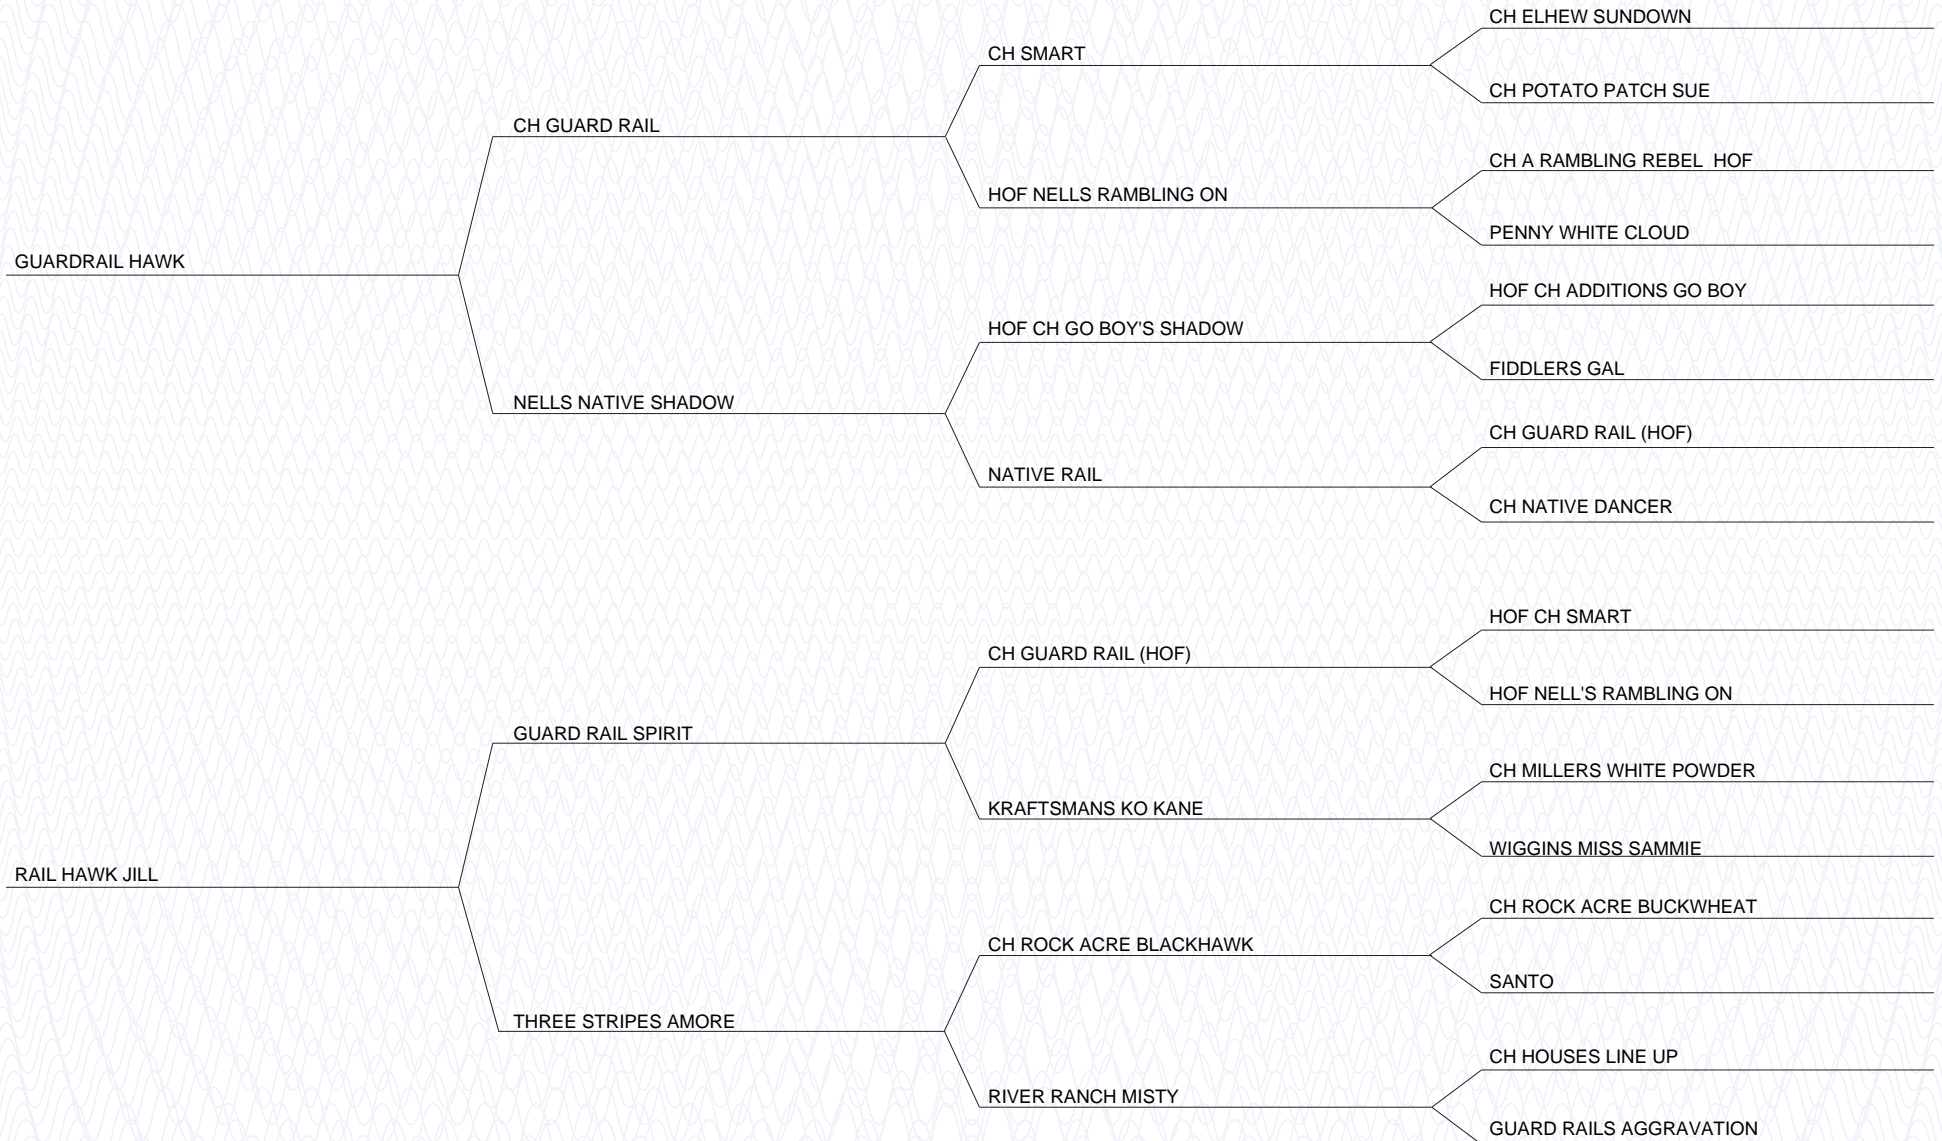 CH ELHEW SUNDOWN
CH SMART
CH POTATO PATCH SUE
CH GUARD RAIL
CH A RAMBLING REBEL  HOF
HOF NELLS RAMBLING ON
PENNY WHITE CLOUD
GUARDRAIL HAWK
HOF CH ADDITIONS GO BOY
HOF CH GO BOY'S SHADOW
FIDDLERS GAL
NELLS NATIVE SHADOW
CH GUARD RAIL (HOF)
NATIVE RAIL
CH NATIVE DANCER
HOF CH SMART
CH GUARD RAIL (HOF)
HOF NELL'S RAMBLING ON
GUARD RAIL SPIRIT
CH MILLERS WHITE POWDER
KRAFTSMANS KO KANE
WIGGINS MISS SAMMIE
RAIL HAWK JILL
CH ROCK ACRE BUCKWHEAT
CH ROCK ACRE BLACKHAWK
SANTO
THREE STRIPES AMORE
CH HOUSES LINE UP
RIVER RANCH MISTY
GUARD RAILS AGGRAVATION